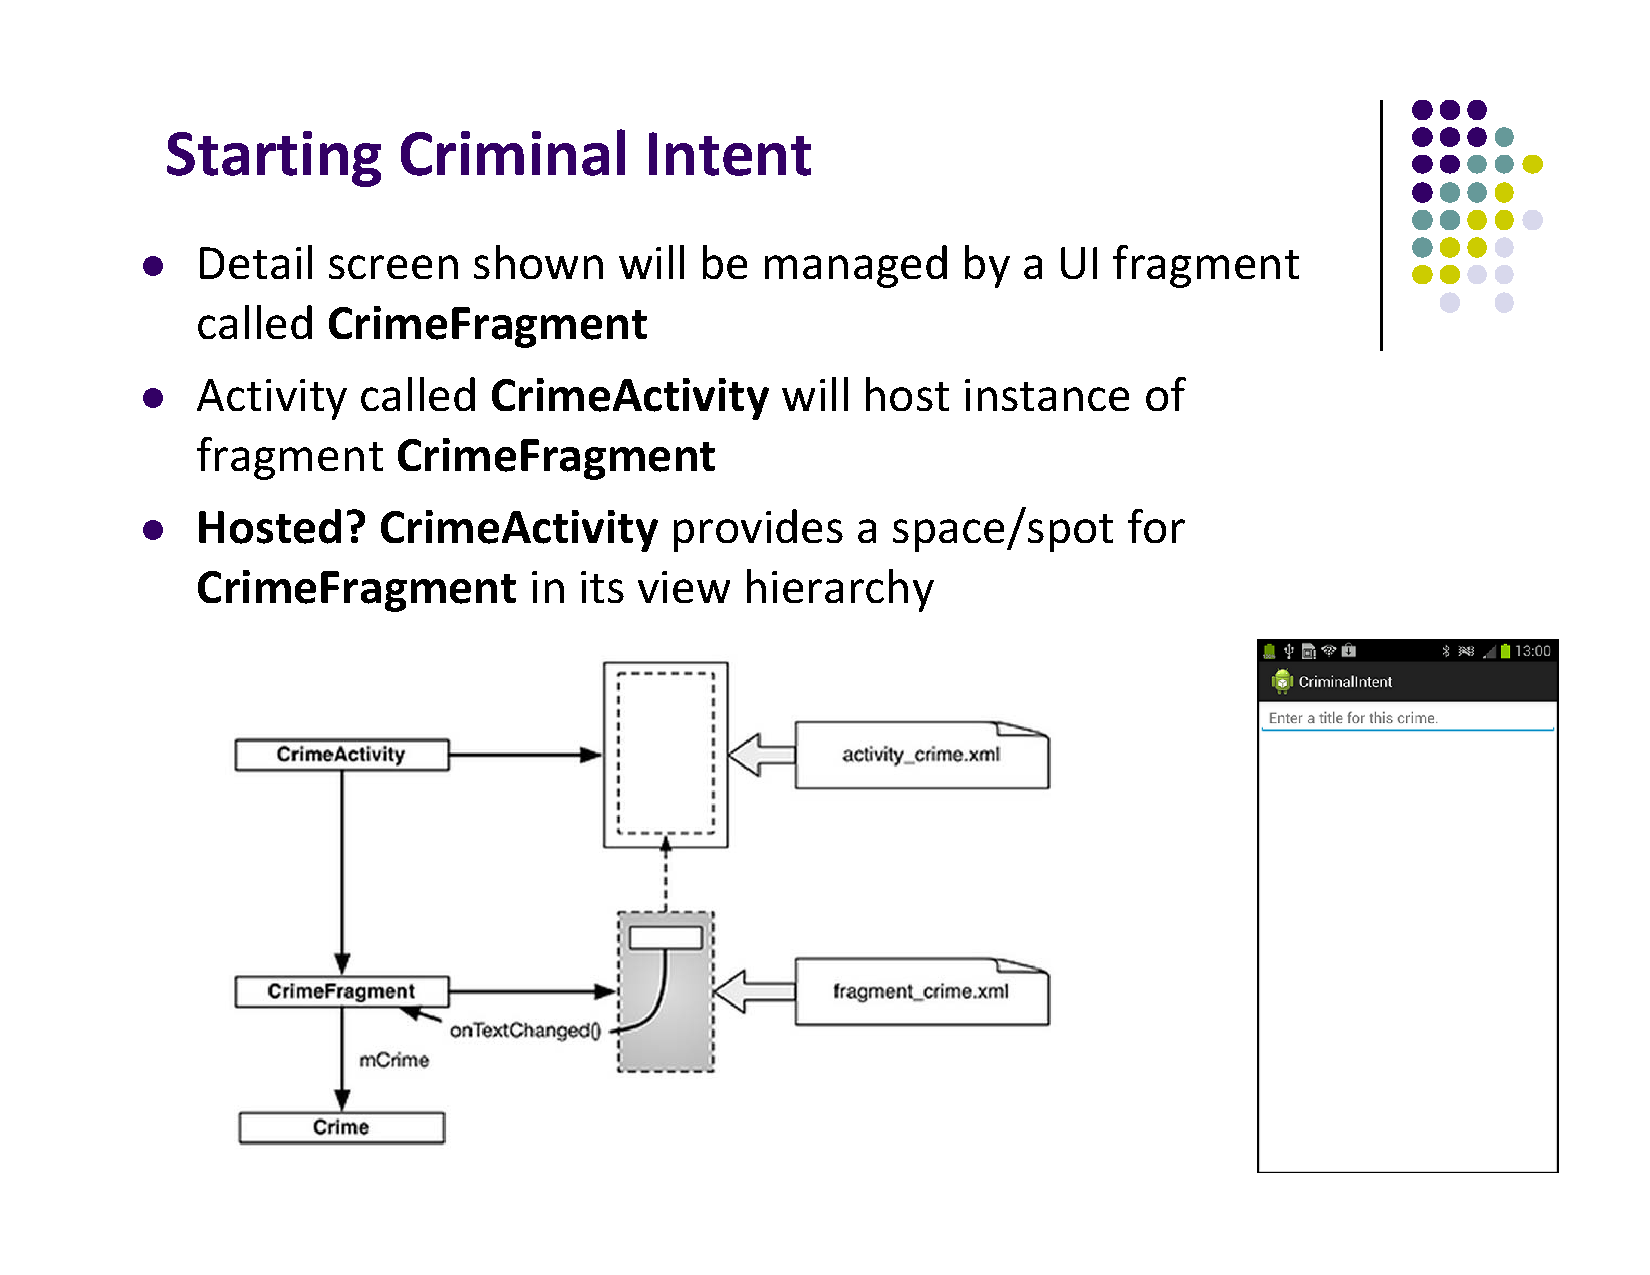 Starting Criminal Intent
Detail screen shown will be managed by a UI fragment
called CrimeFragment
Activity called CrimeActivity will host instance of
fragment CrimeFragment
Hosted? CrimeActivity provides a space/spot for
CrimeFragment in its view hierarchy
CrimeActivity
activity_crime.xml
CrimeFragment
fragment_crime.xml
onTextChanged()
mCrime
Crime
13:00
CriminalIntent
Enter a title for this crime.